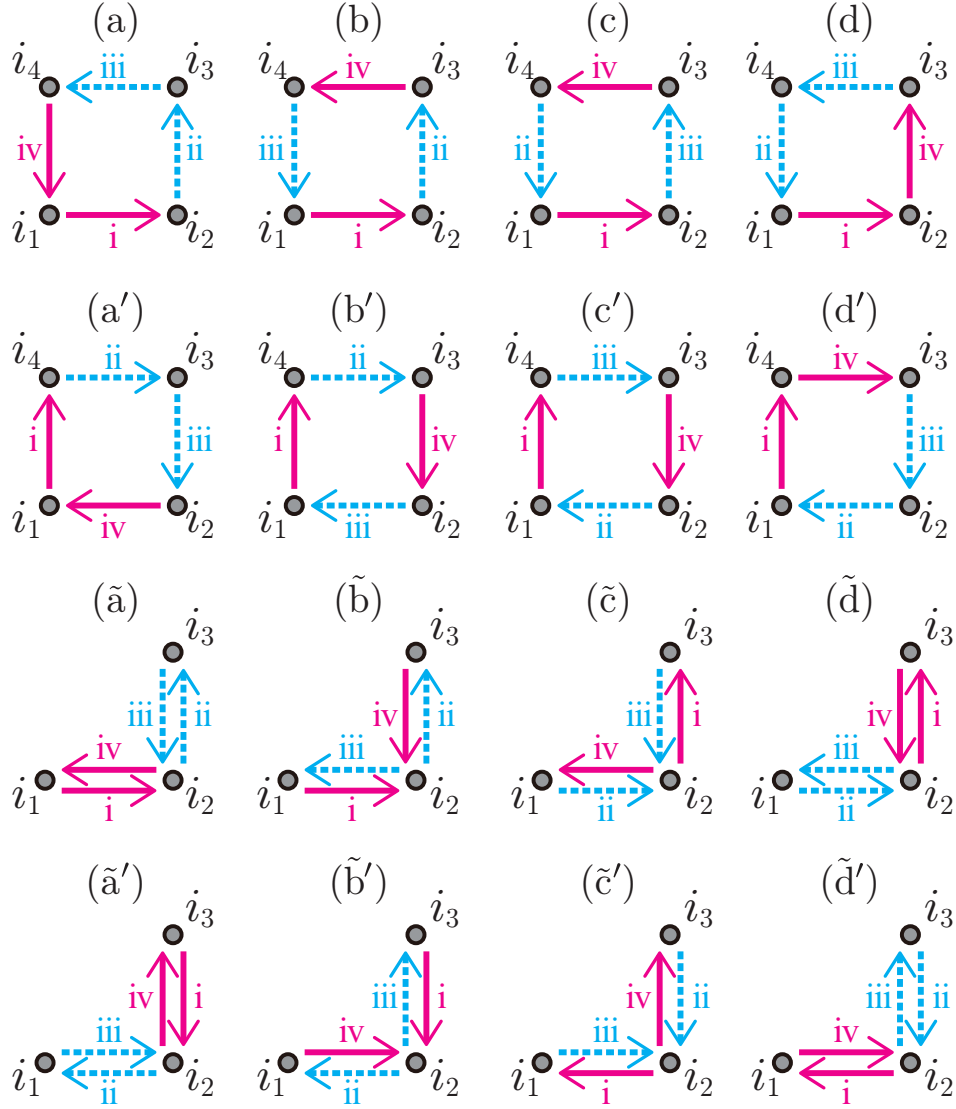 (a) (b) (c) (d)
i₄ iii i₃ i₄ iv i₃ i₄ iv i₃ i₄ iii i₃
iv ii iii ii ii iii ii iv
i₁ i i₂ i₁ i i₂ i₁ i i₂ i₁ i i₂
(a′) (b′) (c′) (d′)
i₄ ii i₃ i₄ ii i₃ i₄ iii i₃ i₄ iv i₃
i iii i iv i iv i iii
i₁ iv i₂ i₁ iii i₂ i₁ ii i₂ i₁ ii i₂
(ã) (b̃) (c̃) (d̃)
i₃ i₃ i₃ i₃
iii ii iv ii iii i iv i
iv iii iv iii
i₁ i i₂ i₁ i i₂ i₁ ii i₂ i₁ ii i₂
(ã′) (b̃′) (c̃′) (d̃′)
i₃ i₃ i₃ i₃
iv i iii i iv ii iii ii
iii iv iii iv
i₁ ii i₂ i₁ ii i₂ i₁ i i₂ i₁ i i₂